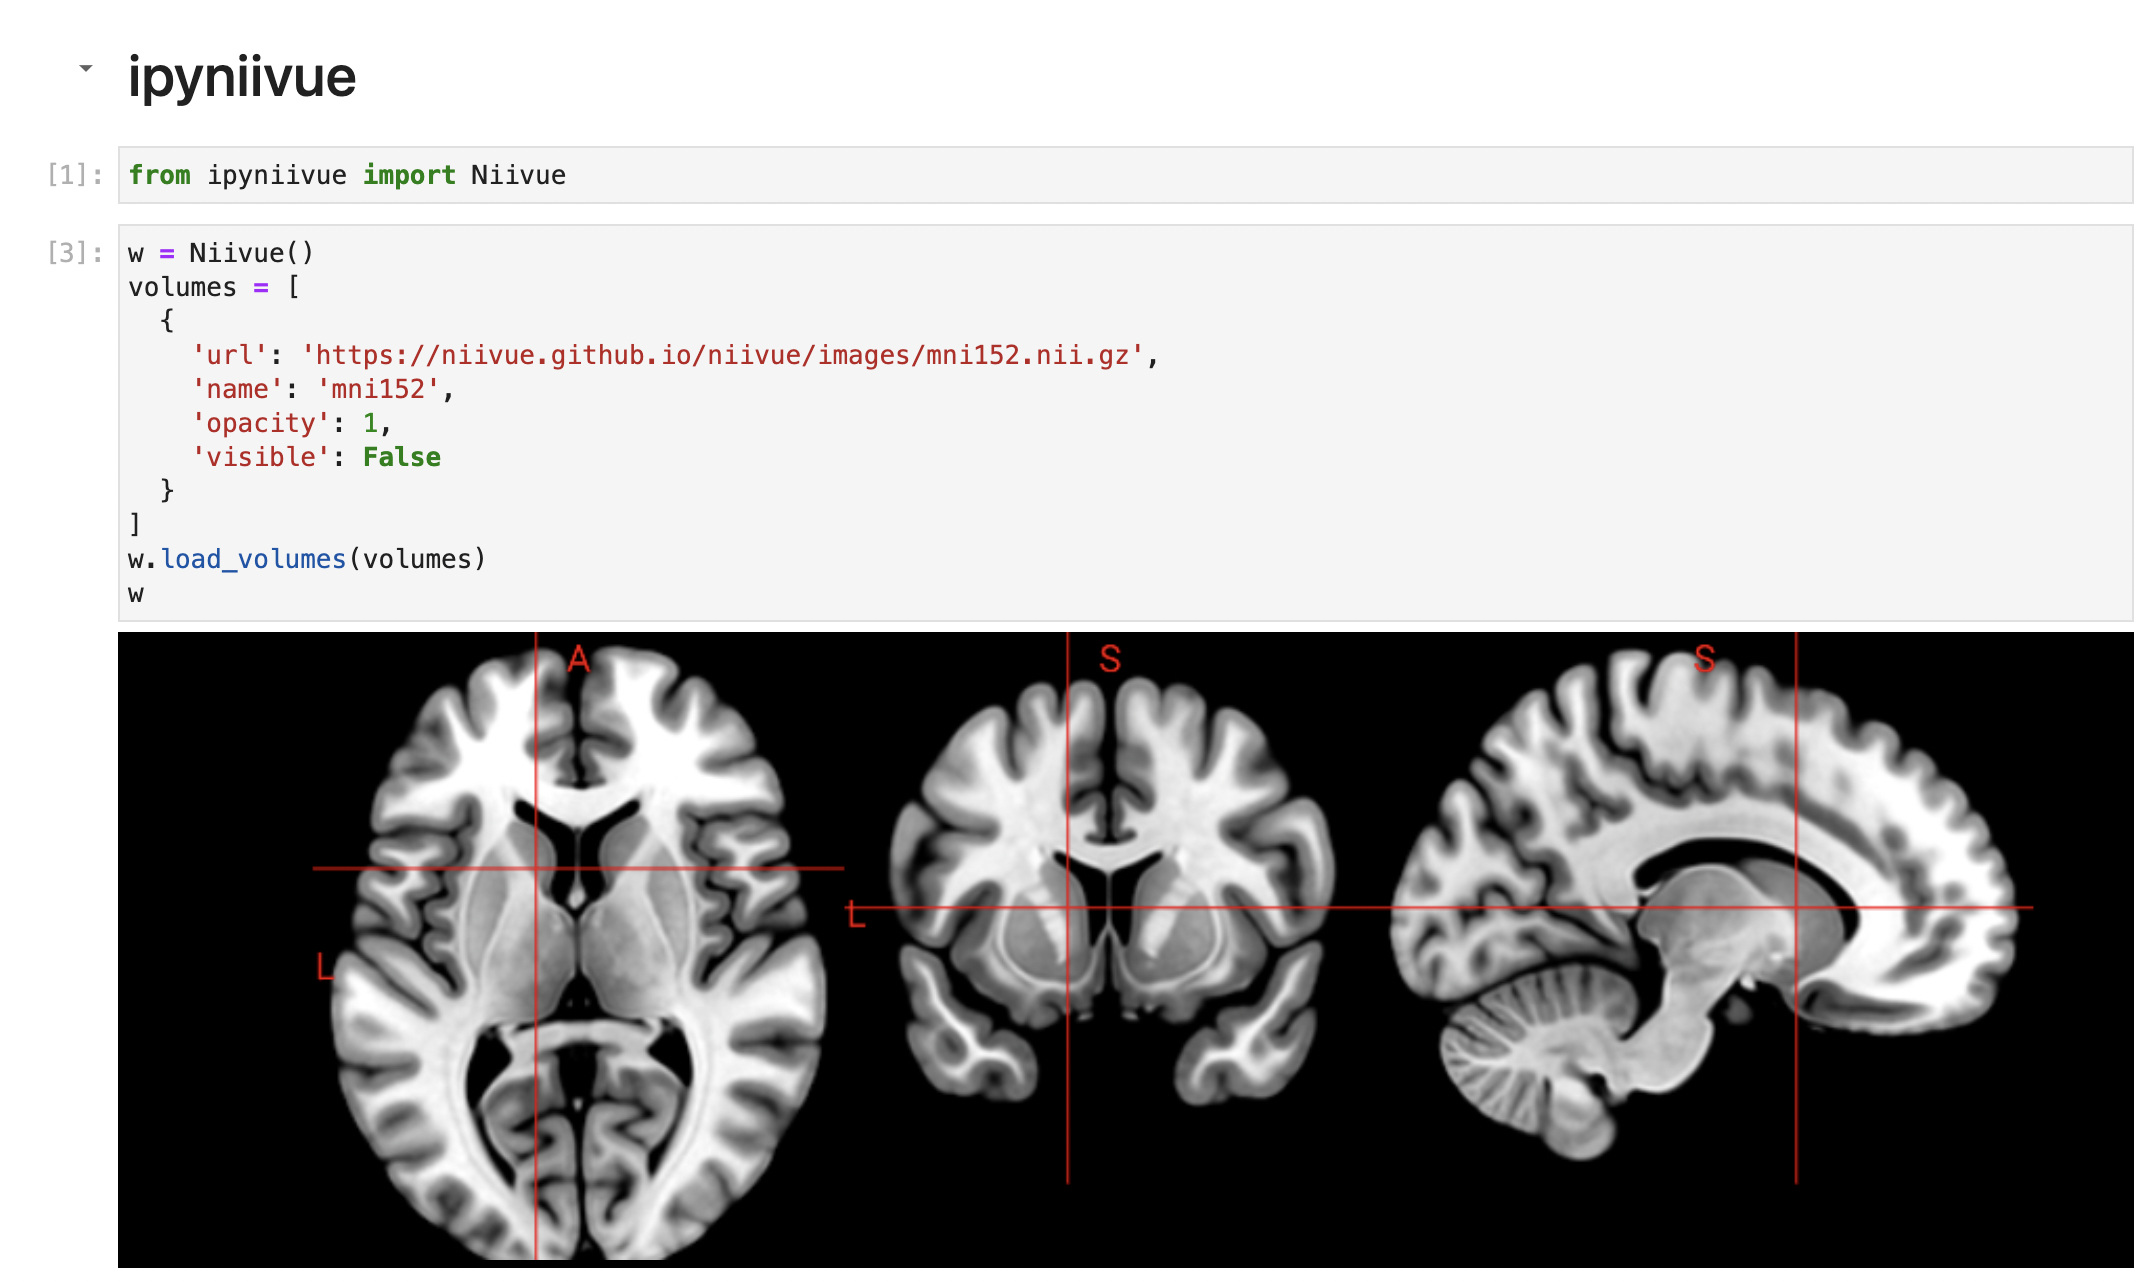 ipyniivue
[1]: from ipyniivue import Niivue
[3]: w = Niivue()
volumes = [
  {
    'url': 'https://niivue.github.io/niivue/images/mni152.nii.gz',
    'name': 'mni152',
    'opacity': 1,
    'visible': False
  }
]
w.load_volumes(volumes)
w
A S S
L
L